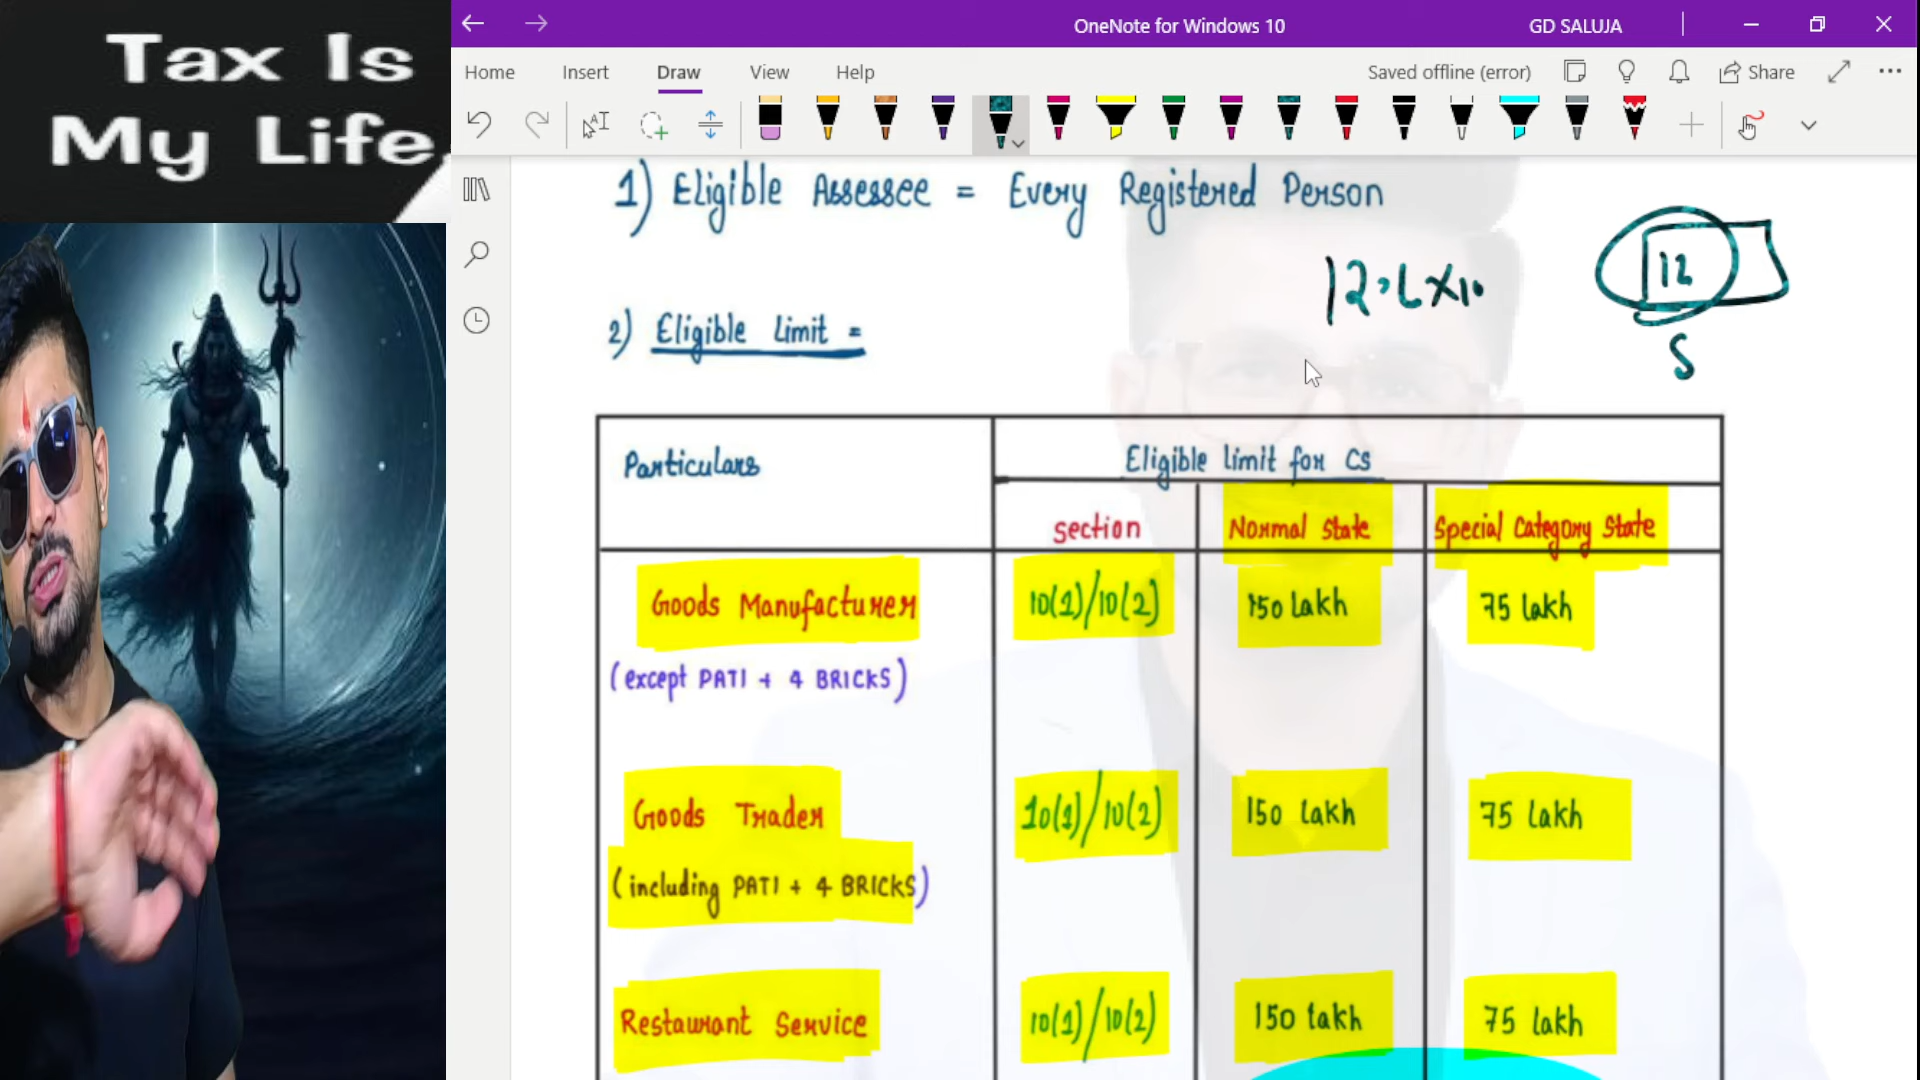 Tax Is
My Life.
OneNote for Windows 10
GD SALUJA
Home Insert Draw View Help
Saved offline (error)
Share
1) Eligible Assessee = Every Registered Person
12.6 X10
12
S
2) Eligible Limit =
Particulars
Eligible limit for CS
section
Normal State
Special Category State
Goods Manufacturer
(except PATI + 4 BRICKS)
10(1)/10(2)
150 lakh
75 lakh
Goods Trader
(including PATI + 4 BRICKS)
10(1)/10(2)
150 lakh
75 lakh
Restaurant Service
10(1)/10(2)
150 lakh
75 lakh